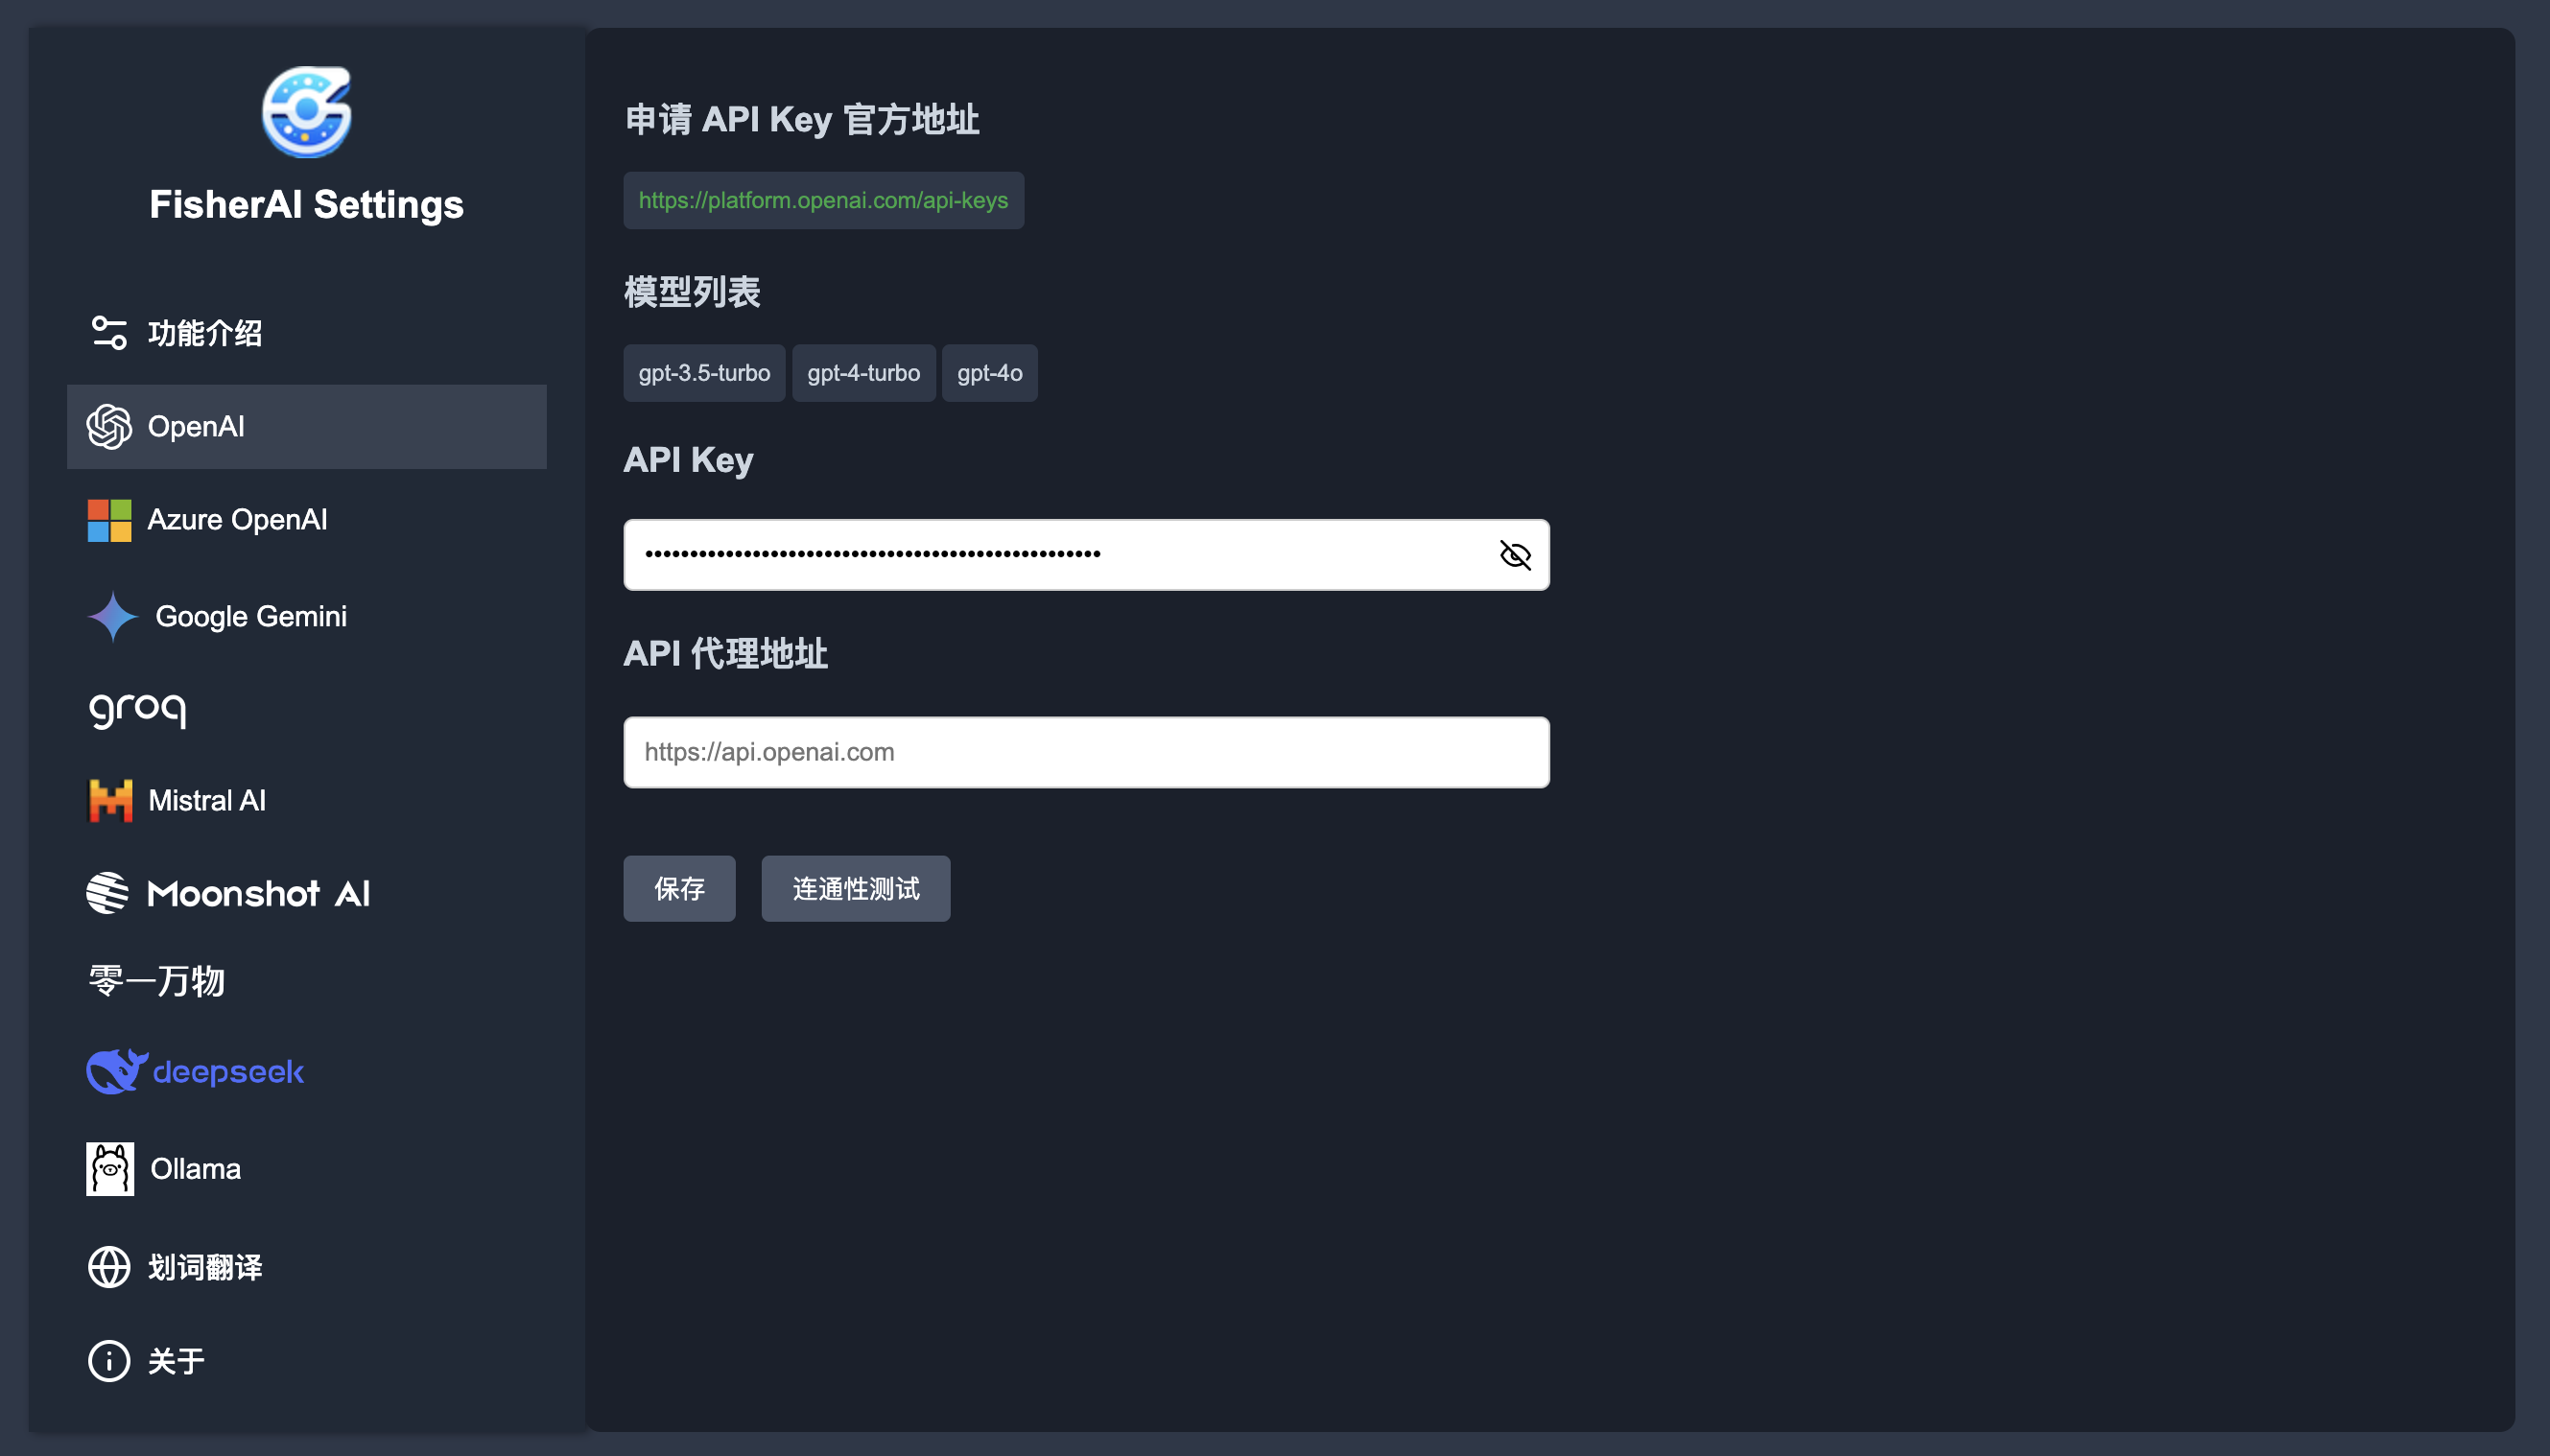 FisherAI Settings
功能介绍
OpenAI
Azure OpenAI
Google Gemini
groq
Mistral AI
Moonshot AI
零一万物
deepseek
Ollama
划词翻译
关于
申请 API Key 官方地址
https://platform.openai.com/api-keys
模型列表
gpt-3.5-turbo gpt-4-turbo gpt-4o
API Key
API 代理地址
https://api.openai.com
保存 连通性测试